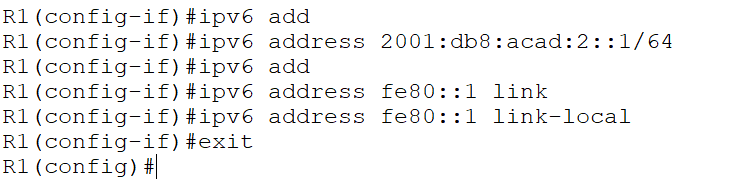 R1(config-if)#ipv6 add
R1(config-if)#ipv6 address 2001:db8:acad:2::1/64
R1(config-if)#ipv6 add
R1(config-if)#ipv6 address fe80::1 link
R1(config-if)#ipv6 address fe80::1 link-local
R1(config-if)#exit
R1(config)#